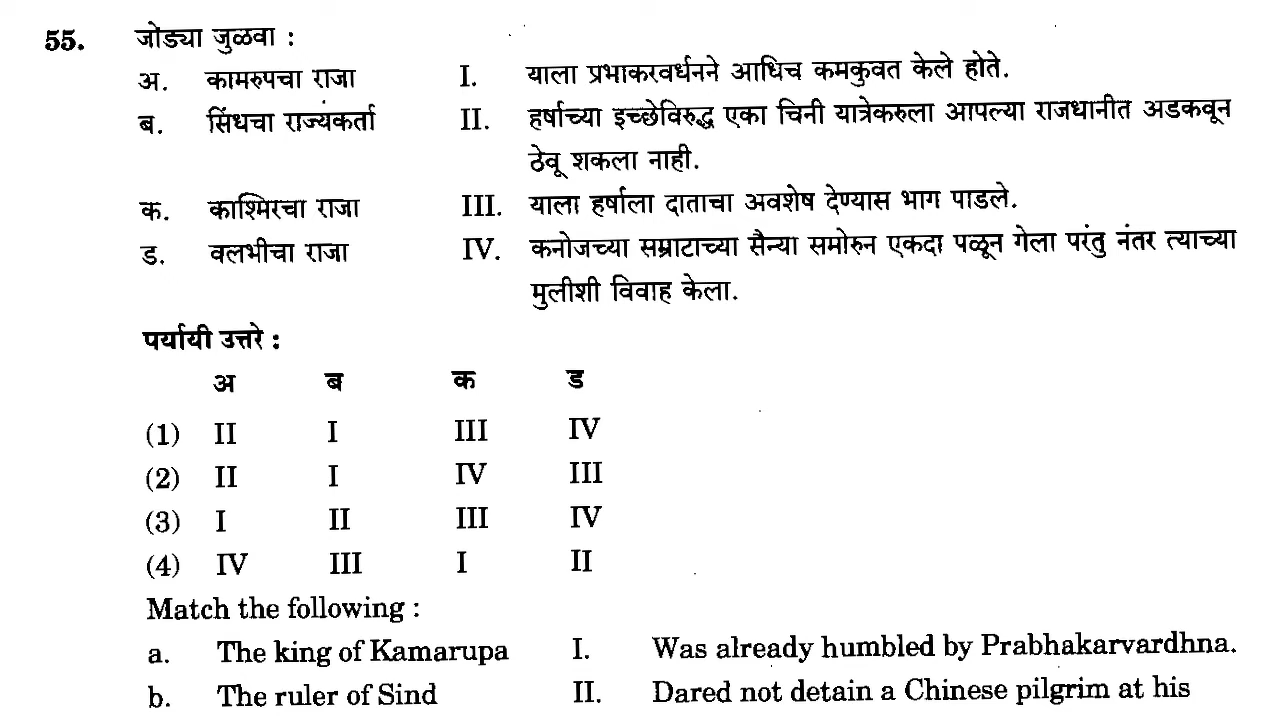 55. जोड्या जुळवा :
अ. कामरुपचा राजा I. याला प्रभाकरवर्धनने आधिच कमकुवत केले होते.
ब. सिंधचा राज्यकर्ता II. हर्षाच्या इच्छेविरुद्ध एका चिनी यात्रेकरुला आपल्या राजधानीत अडकवून
ठेवू शकला नाही.
क. काश्मिरचा राजा III. याला हर्षाला दाताचा अवशेष देण्यास भाग पाडले.
ड. वलभीचा राजा IV. कनोजच्या सम्राटाच्या सैन्या समोरुन एकदा पळून गेला परंतु नंतर त्याच्या
मुलीशी विवाह केला.
पर्यायी उत्तरे :
अ ब क ड
(1) II I III IV
(2) II I IV III
(3) I II III IV
(4) IV III I II
Match the following :
a. The king of Kamarupa I. Was already humbled by Prabhakarvardhna.
b. The ruler of Sind II. Dared not detain a Chinese pilgrim at his